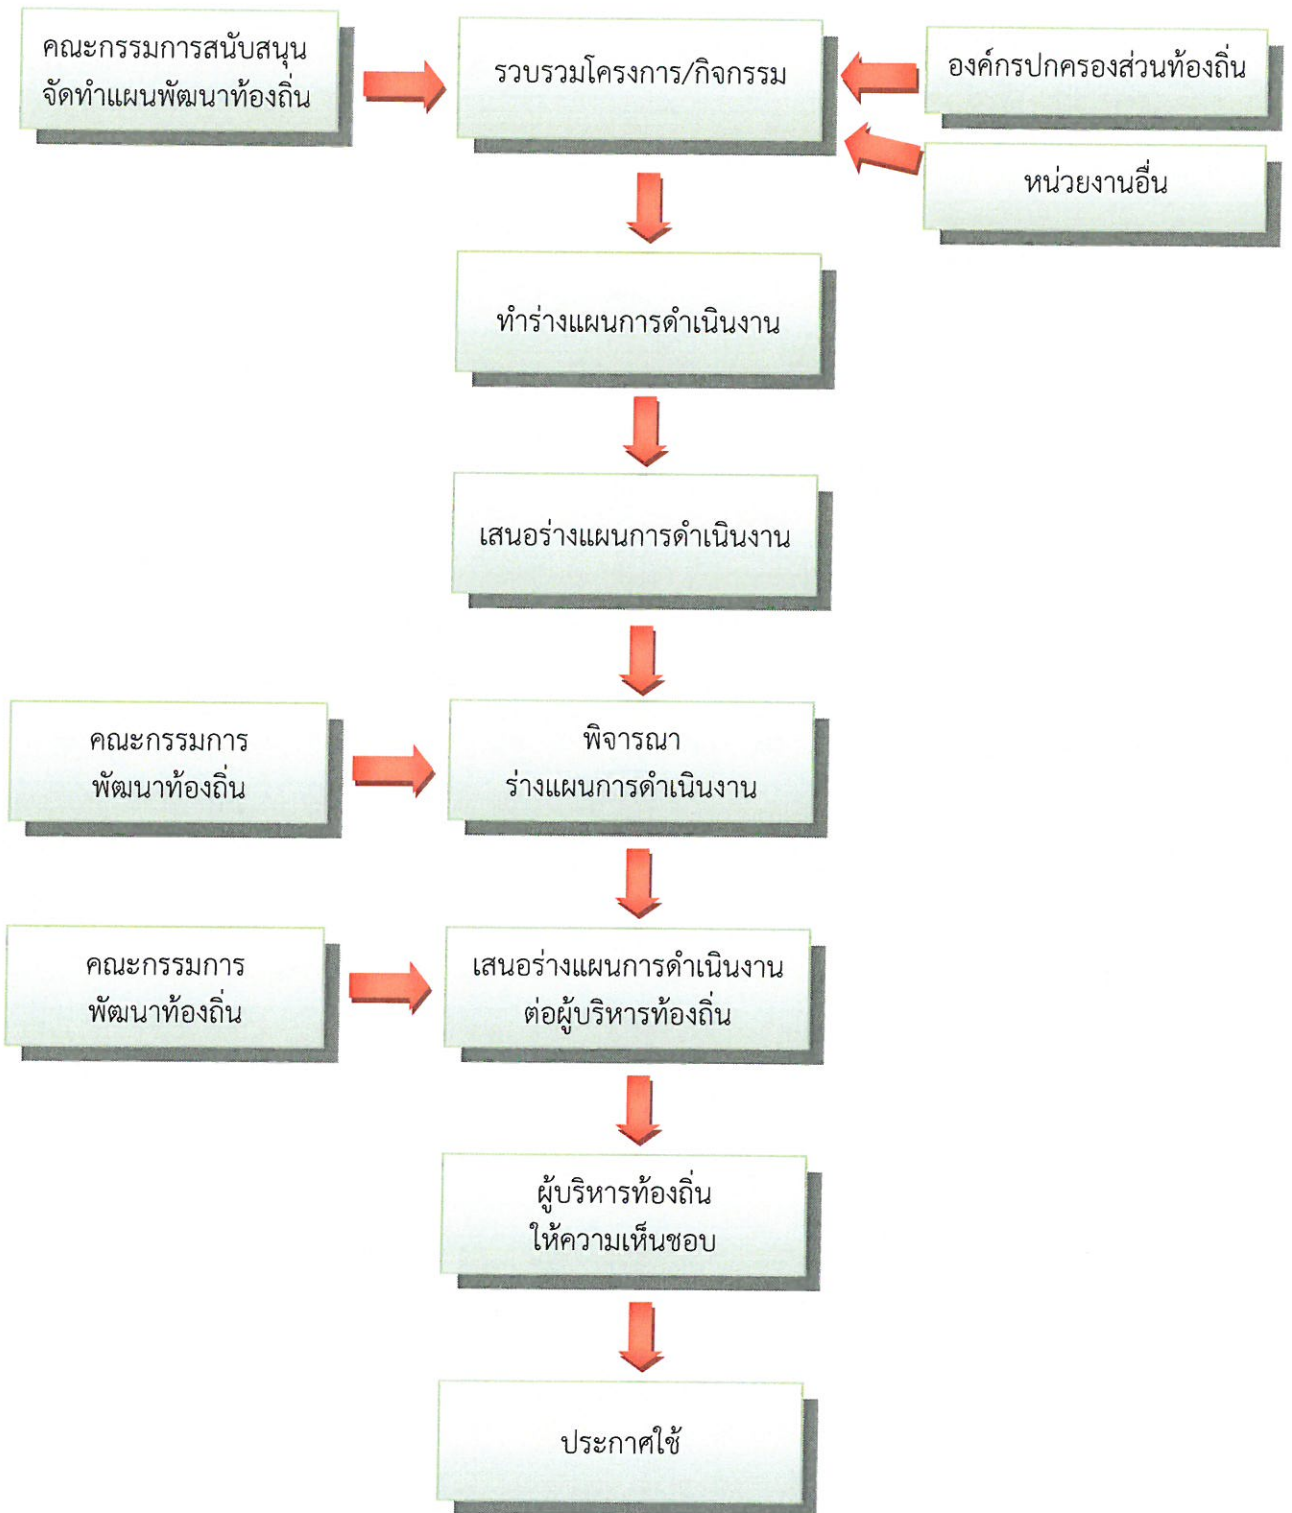 คณะกรรมการสนับสนุน
จัดทำแผนพัฒนาท้องถิ่น
รวบรวมโครงการ/กิจกรรม
องค์กรปกครองส่วนท้องถิ่น
หน่วยงานอื่น
ทำร่างแผนการดำเนินงาน
เสนอร่างแผนการดำเนินงาน
คณะกรรมการ
พัฒนาท้องถิ่น
พิจารณา
ร่างแผนการดำเนินงาน
คณะกรรมการ
พัฒนาท้องถิ่น
เสนอร่างแผนการดำเนินงาน
ต่อผู้บริหารท้องถิ่น
ผู้บริหารท้องถิ่น
ให้ความเห็นชอบ
ประกาศใช้